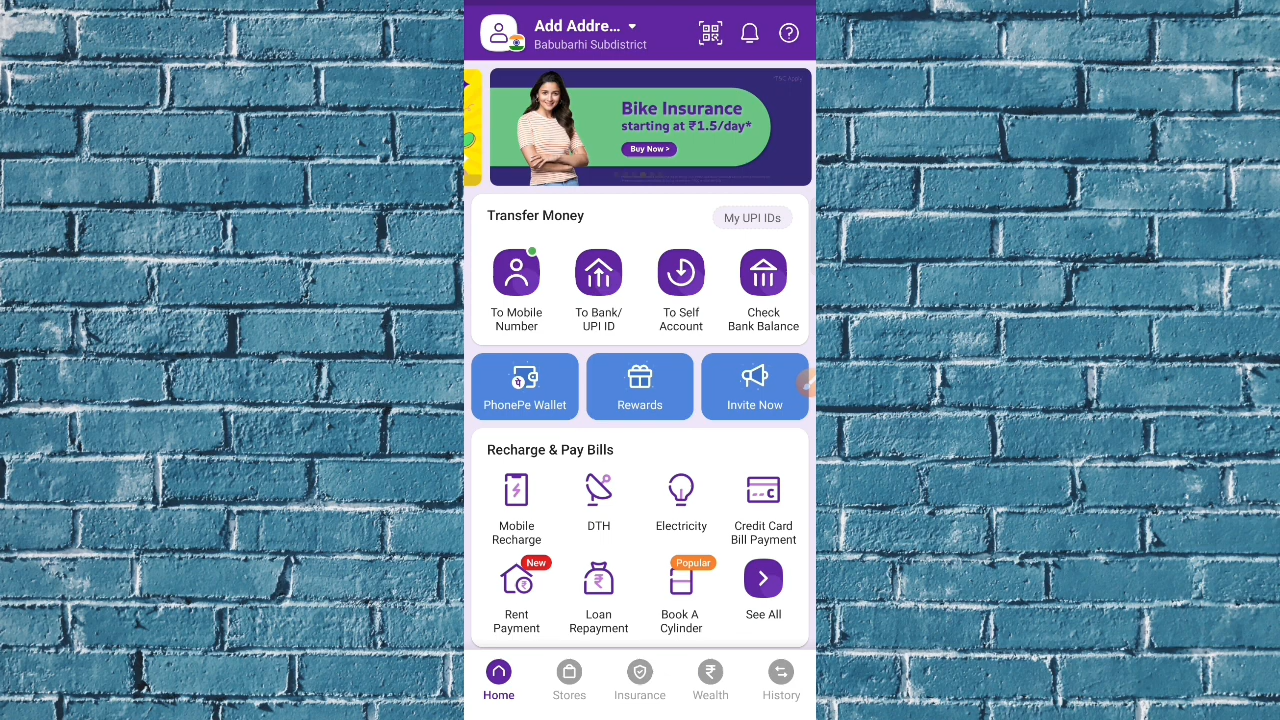 Add Addre...
Babubarhi Subdistrict
Bike Insurance
starting at ₹1.5/day*
Buy Now >
Transfer Money
My UPI IDs
To Mobile
Number
To Bank/
UPI ID
To Self
Account
Check
Bank Balance
PhonePe Wallet
Rewards
Invite Now
Recharge & Pay Bills
Mobile
Recharge
DTH
Electricity
Credit Card
Bill Payment
New
Rent
Payment
Loan
Repayment
Popular
Book A
Cylinder
See All
Home
Stores
Insurance
Wealth
History